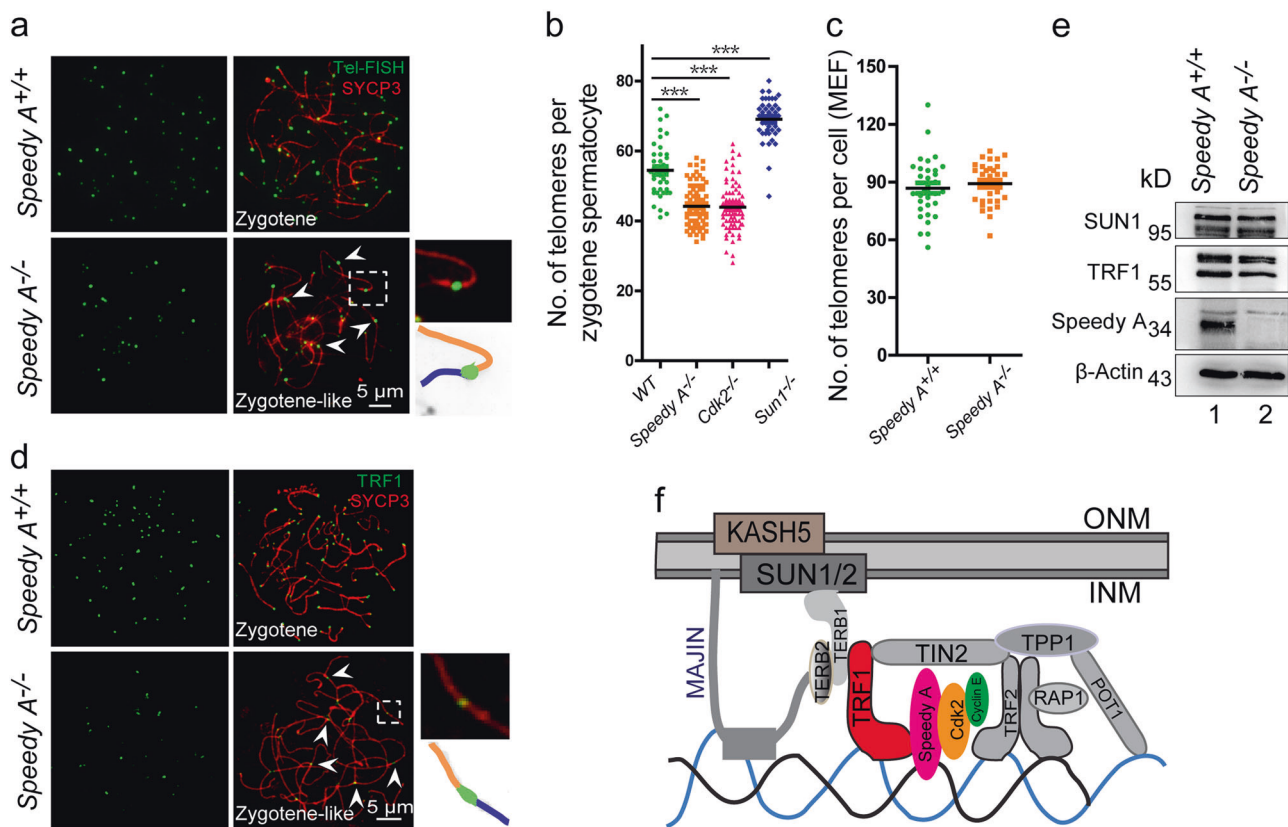 a
Speedy A+/+
Tel-FISH
SYCP3
Zygotene
Speedy A-/-
5 µm
Zygotene-like
b
No. of telomeres per
zygotene spermatocyte
80
60
40
20
0
***
***
***
WT
Speedy A-/-
Cdk2-/-
Sun1-/-
c
No. of telomeres per cell (MEF)
150
120
90
60
30
0
Speedy A+/+
Speedy A-/-
e
Speedy A+/+
Speedy A-/-
kD
SUN1
95
TRF1
55
Speedy A
34
β-Actin
43
1 2
d
Speedy A+/+
TRF1
SYCP3
Zygotene
Speedy A-/-
5 µm
Zygotene-like
f
KASH5
ONM
SUN1/2
INM
MAJIN
TERB2
TERB1
TRF1
TIN2
TPP1
Speedy A
Cdk2
Cyclin E
TRF2
RAP1
POT1